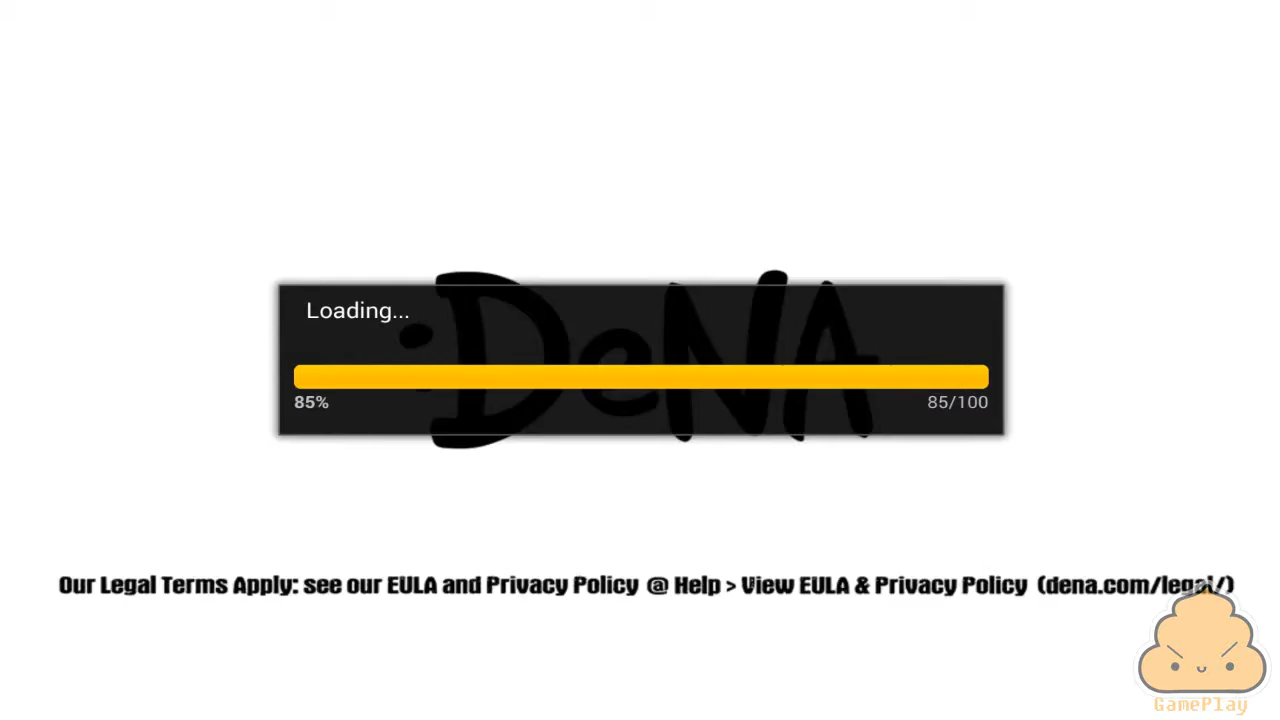 DeNA
Loading...
85%
85/100
Our Legal Terms Apply: see our EULA and Privacy Policy @ Help > View EULA & Privacy Policy (dena.com/legal/)
GamePlay